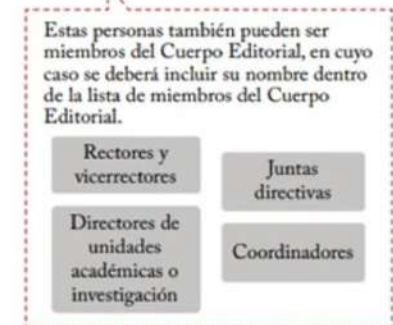 Estas personas también pueden ser
miembros del Cuerpo Editorial, en cuyo
caso se deberá incluir su nombre dentro
de la lista de miembros del Cuerpo
Editorial.
Rectores y
vicerrectores
Juntas
directivas
Directores de
unidades
académicas o
investigación
Coordinadores